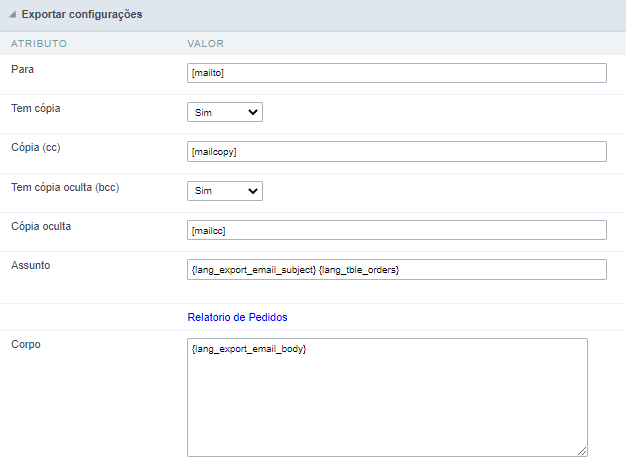 Exportar configurações
ATRIBUTO VALOR
Para [mailto]
Tem cópia Sim
Cópia (cc) [mailcopy]
Tem cópia oculta (bcc) Sim
Cópia oculta [mailcc]
Assunto {lang_export_email_subject} {lang_tble_orders}
Relatorio de Pedidos
Corpo {lang_export_email_body}